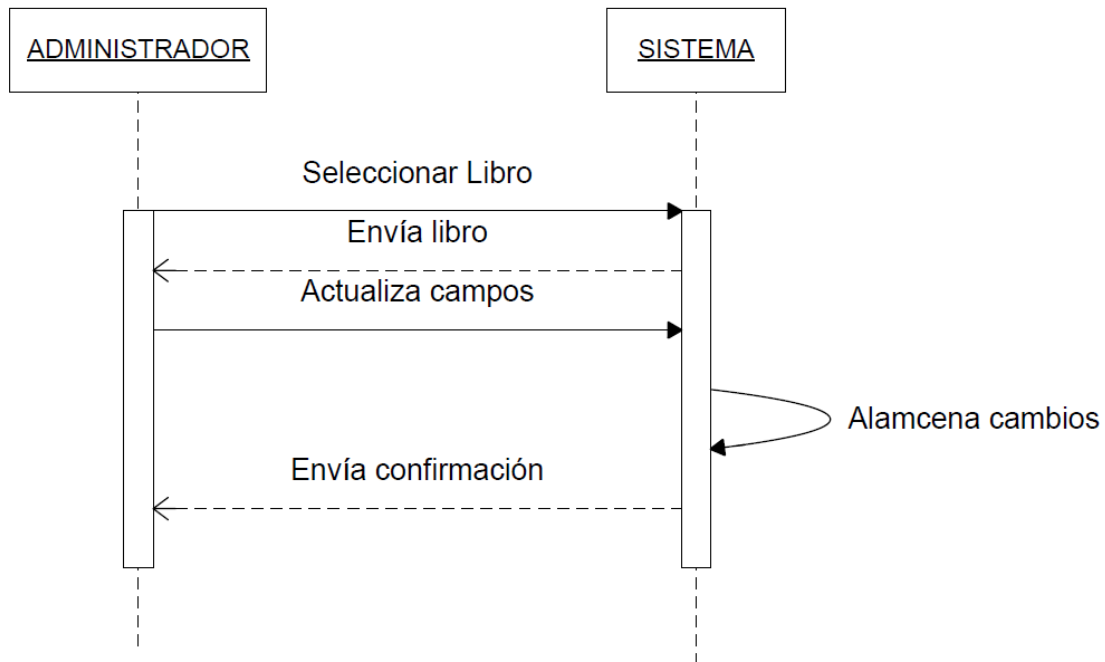 ADMINISTRADOR
SISTEMA
Seleccionar Libro
Envía libro
Actualiza campos
Alamcena cambios
Envía confirmación